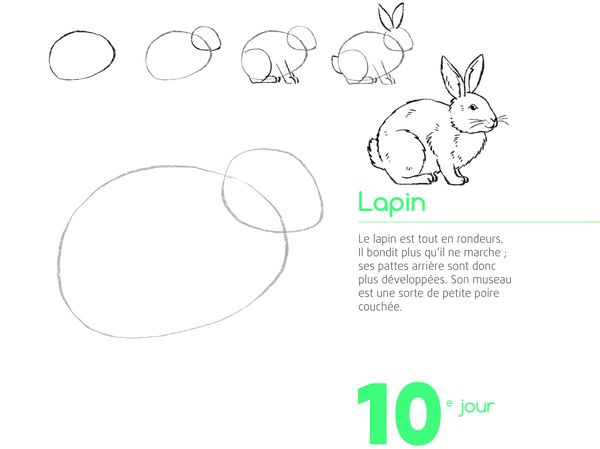 Lapin
Le lapin est tout en rondeurs.
Il bondit plus qu'il ne marche ;
ses pattes arrière sont donc
plus développées. Son museau
est une sorte de petite poire
couchée.
10e jour